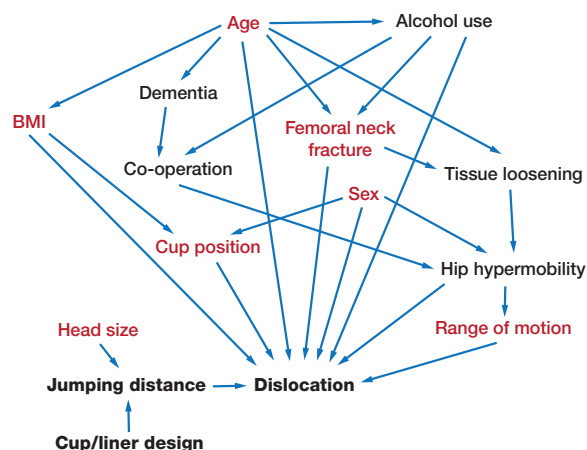 Age
Alcohol use
Dementia
BMI
Femoral neck
fracture
Co-operation
Tissue loosening
Sex
Cup position
Hip hypermobility
Head size
Range of motion
Jumping distance
Dislocation
Cup/liner design